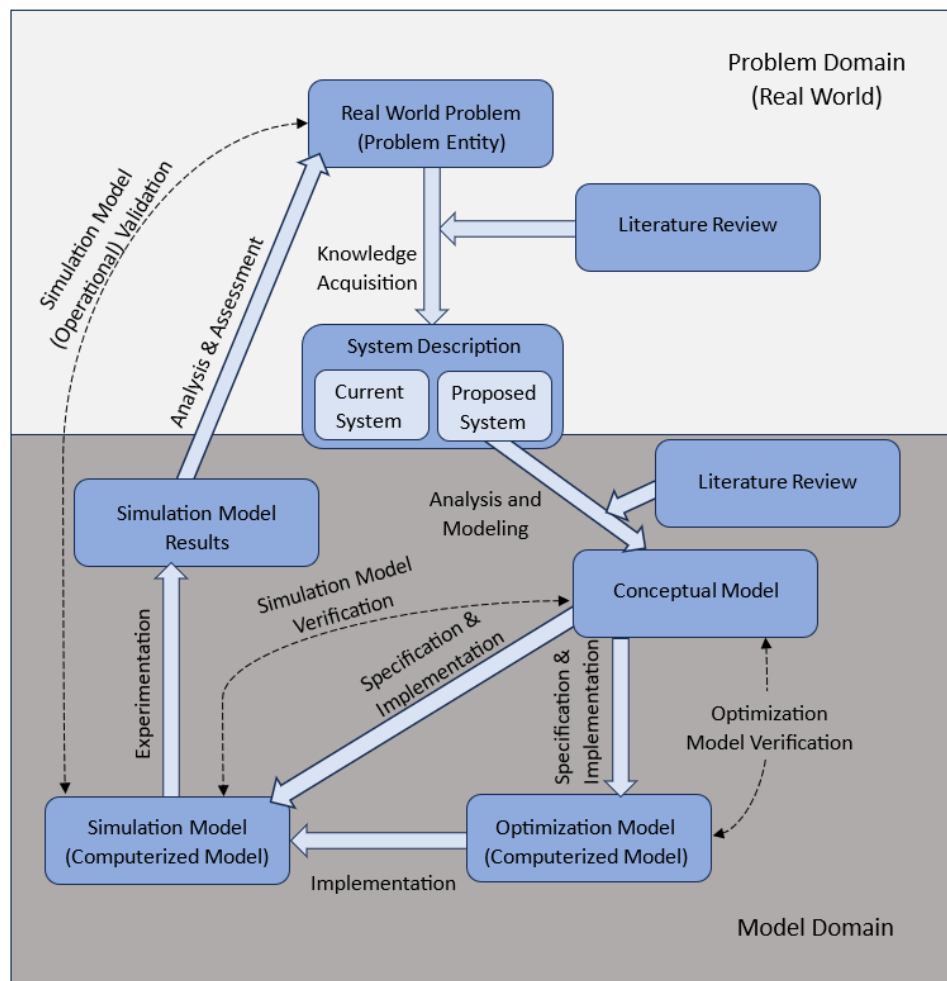 Problem Domain
(Real World)
Real World Problem
(Problem Entity)
Simulation Model
(Operational) Validation
Literature Review
Knowledge
Acquisition
Analysis & Assessment
System Description
Current
System
Proposed
System
Literature Review
Analysis and
Modeling
Simulation Model
Results
Simulation Model
Verification
Conceptual Model
Specification &
Implementation
Specification &
Implementation
Experimentation
Optimization
Model Verification
Simulation Model
(Computerized Model)
Optimization Model
(Computerized Model)
Implementation
Model Domain